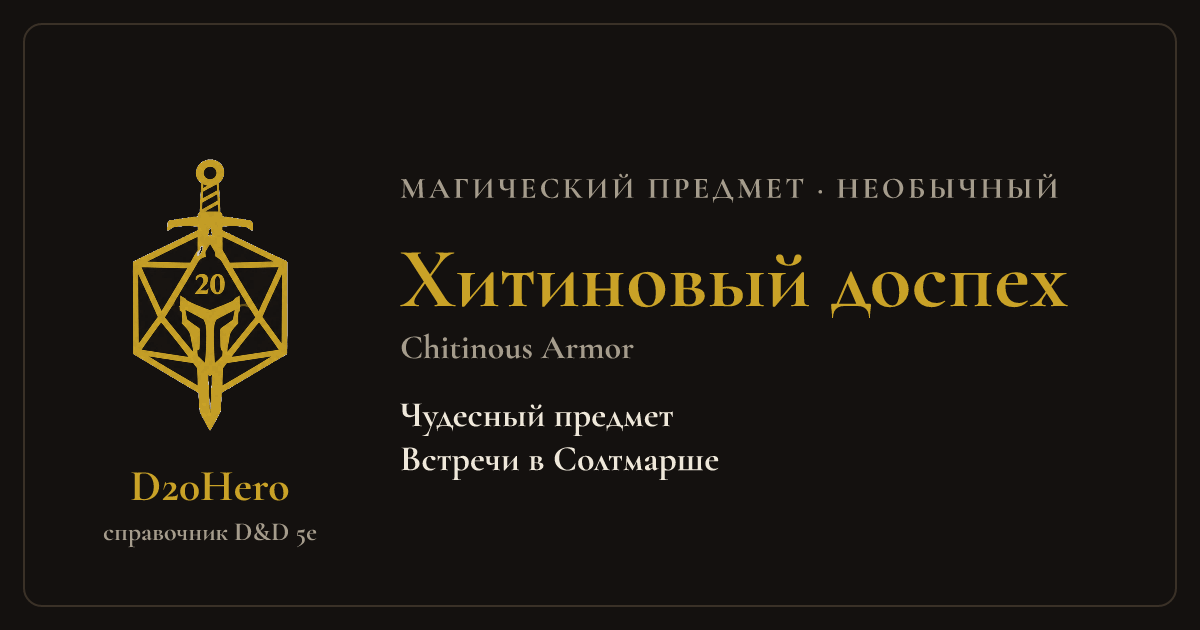 20
D20Hero
справочник D&D 5e
МАГИЧЕСКИЙ ПРЕДМЕТ · НЕОБЫЧНЫЙ
Хитиновый доспех
Chitinous Armor
Чудесный предмет
Встречи в Солтмарше